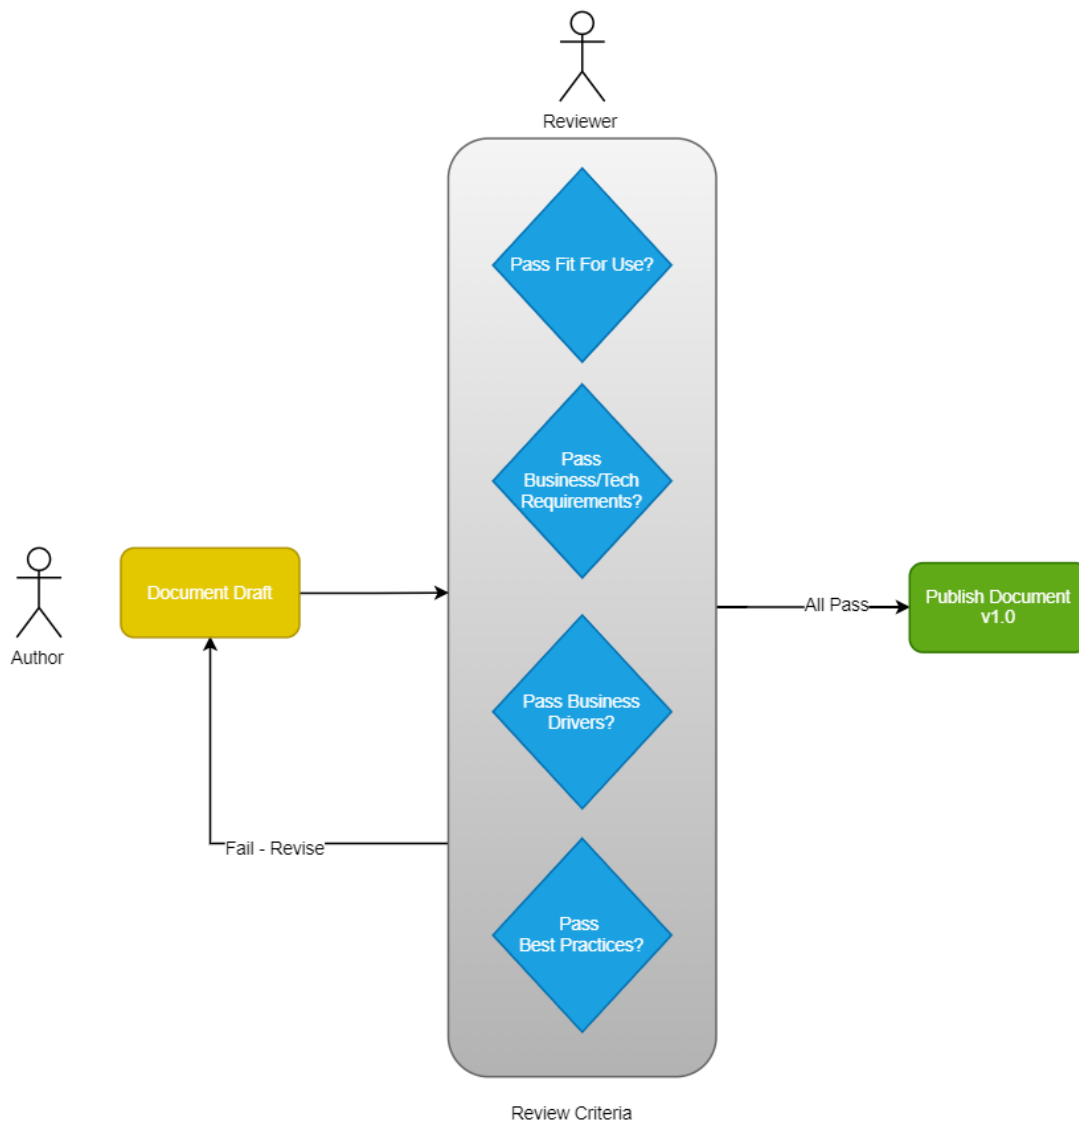 Reviewer
Pass Fit For Use?
Pass
Business/Tech
Requirements?
Author
Document Draft
All Pass
Publish Document
v1.0
Pass Business
Drivers?
Fail - Revise
Pass
Best Practices?
Review Criteria